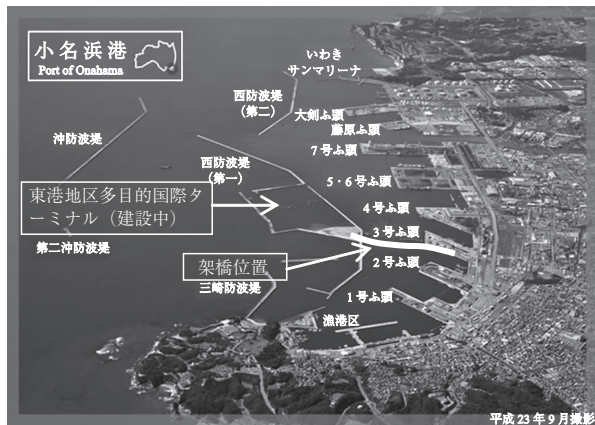 小名浜港
Port of Onahama
いわき
サンマリーナ
西防波堤
（第二）
大剣ふ頭
藤原ふ頭
沖防波堤
7号ふ頭
西防波堤
（第一）
5・6号ふ頭
東港地区多目的国際タ
ーミナル（建設中）
4号ふ頭
3号ふ頭
第二沖防波堤
架橋位置
2号ふ頭
三崎防波堤
1号ふ頭
漁港区
平成23年9月撮影